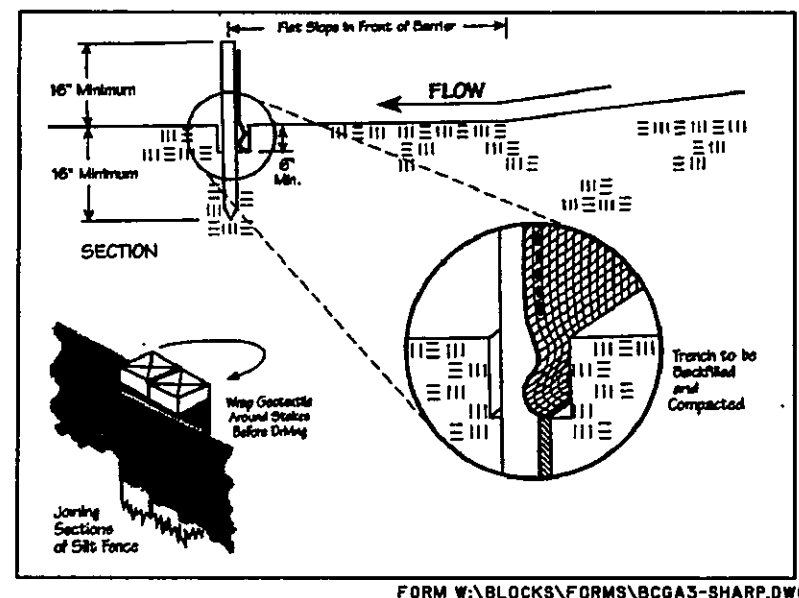 Flat Slope in Front of Barrier
16" Minimum
FLOW
16" Minimum
6"
Min.
SECTION
Wrap Geotextile
Around Stakes
Before Driving
Trench to be
Backfilled
and
Compacted
Joining
Sections
of Silt Fence
FORM W:\BLOCKS\FORMS\BCGA3-SHARP.DWG